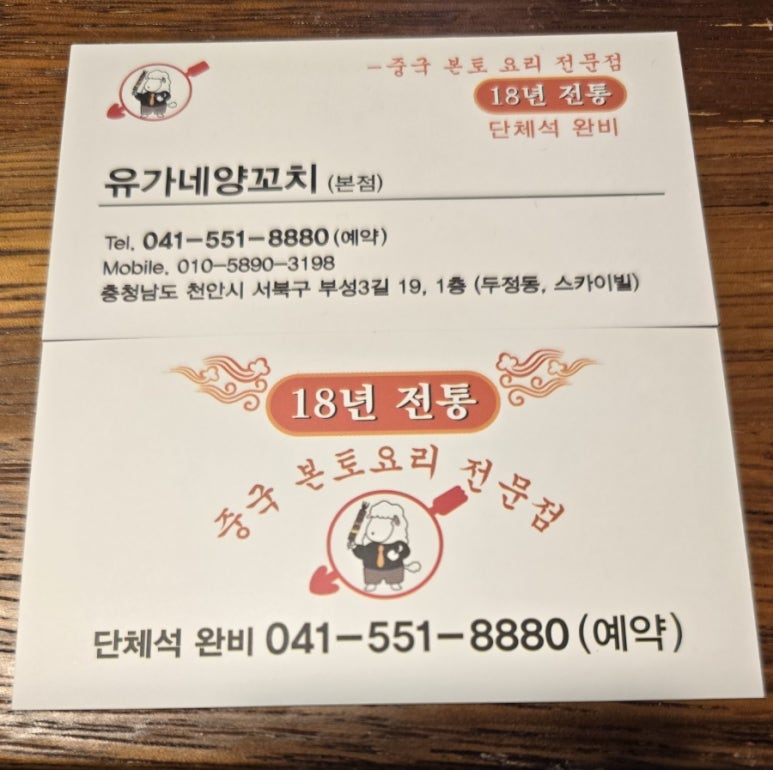 -중국 본토 요리 전문점
18년 전통
단체석 완비
유가네양꼬치 (본점)
Tel. 041-551-8880 (예약)
Mobile. 010-5890-3198
충청남도 천안시 서북구 부성3길 19, 1층 (두정동, 스카이빌)
18년 전통
중국 본토요리 전문점
단체석 완비 041-551-8880 (예약)